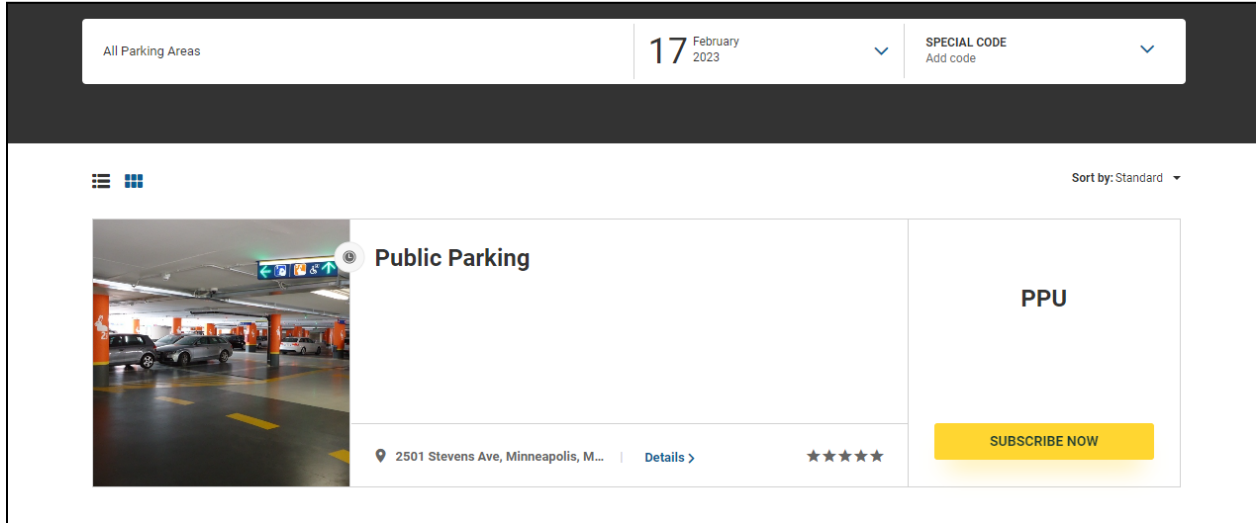 All Parking Areas
17 February
2023
SPECIAL CODE
Add code
Sort by: Standard
Public Parking
PPU
2501 Stevens Ave, Minneapolis, M...
Details >
SUBSCRIBE NOW